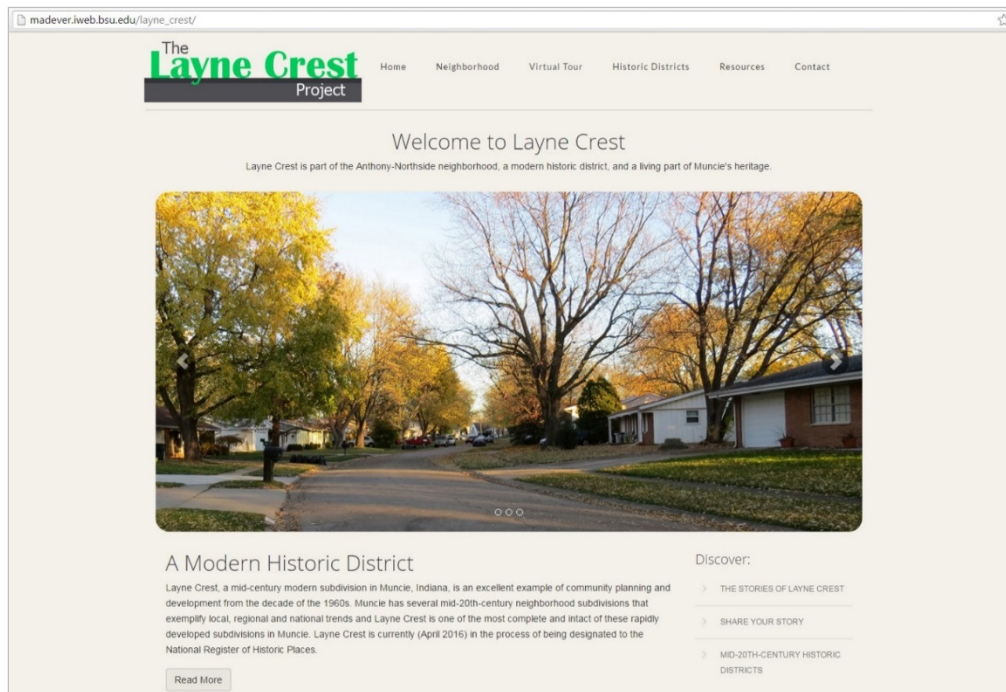 madever.iweb.bsu.edu/layne_crest/
The
Layne Crest
Project
Home Neighborhood Virtual Tour Historic Districts Resources Contact
Welcome to Layne Crest
Layne Crest is part of the Anthony-Northside neighborhood, a modern historic district, and a living part of Muncie's heritage.
A Modern Historic District
Layne Crest, a mid-century modern subdivision in Muncie, Indiana, is an excellent example of community planning and
development from the decade of the 1960s. Muncie has several mid-20th-century neighborhood subdivisions that
exemplify local, regional and national trends and Layne Crest is one of the most complete and intact of these rapidly
developed subdivisions in Muncie. Layne Crest is currently (April 2016) in the process of being designated to the
National Register of Historic Places.
Read More
Discover:
THE STORIES OF LAYNE CREST
SHARE YOUR STORY
MID-20TH-CENTURY HISTORIC
DISTRICTS